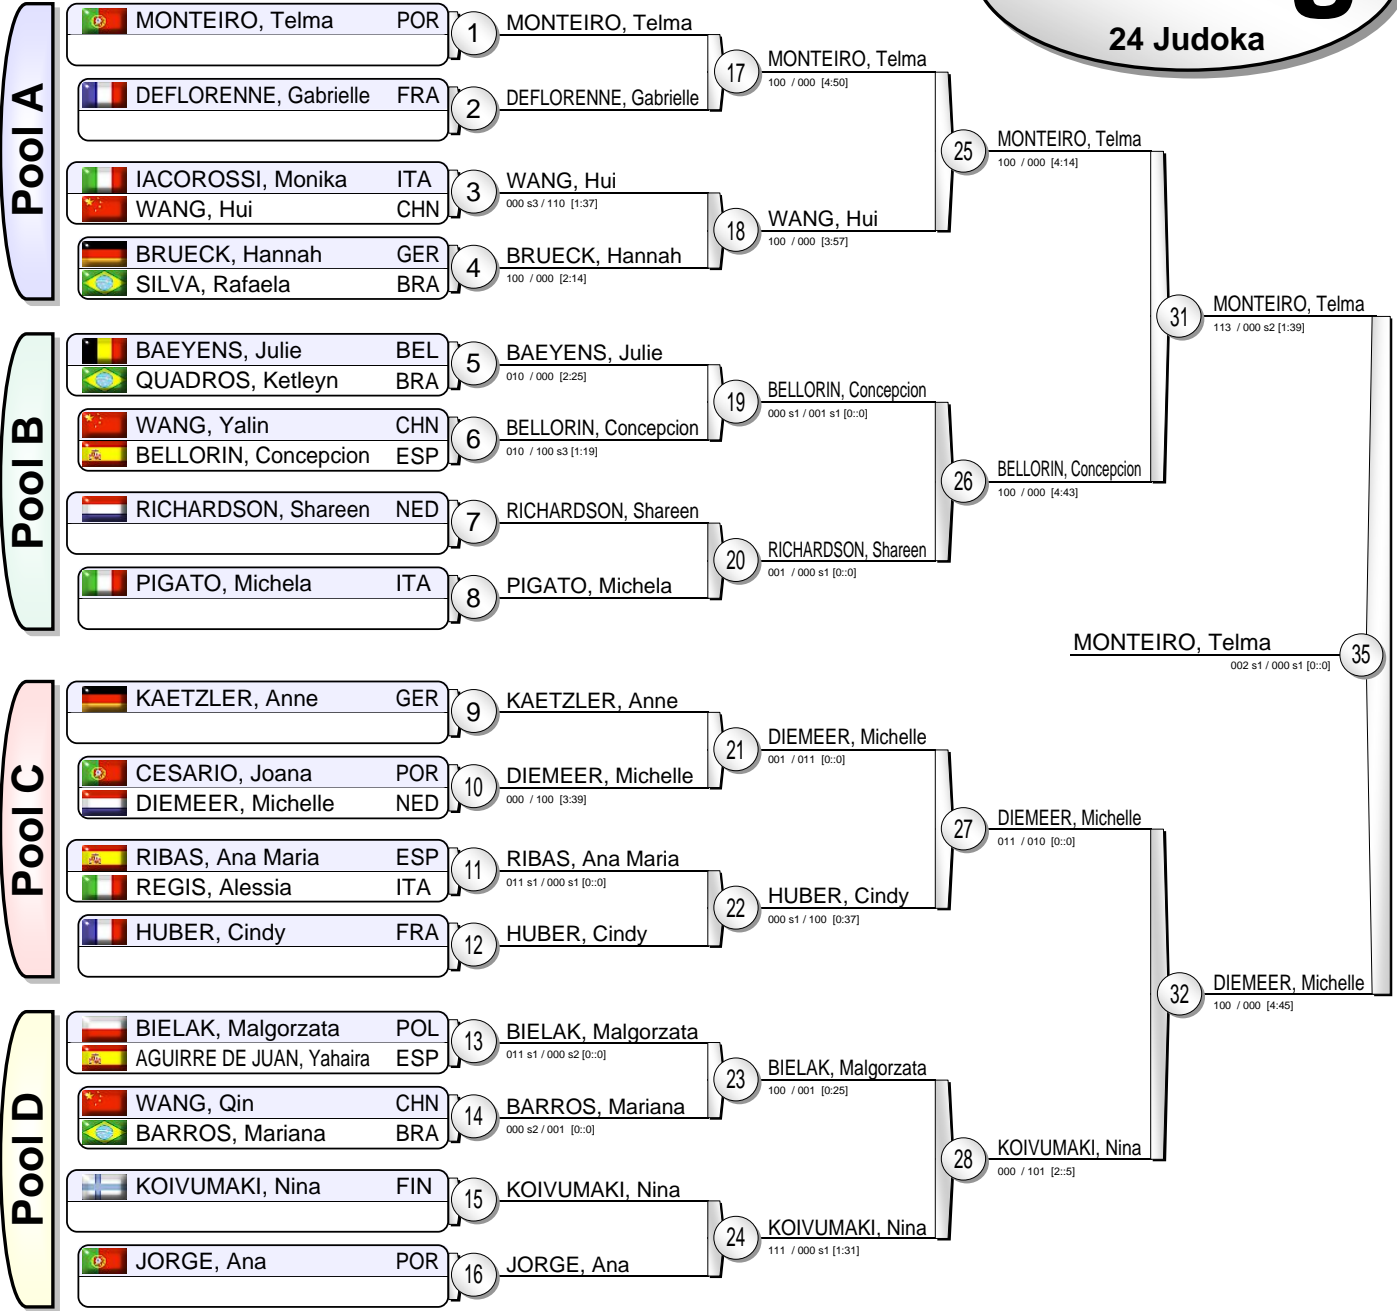 24 Judoka
Pool A
MONTEIRO, Telma POR
1
MONTEIRO, Telma
DEFLORENNE, Gabrielle FRA
2
DEFLORENNE, Gabrielle
17
MONTEIRO, Telma
100 / 000 [4:50]
IACOROSSI, Monika ITA
WANG, Hui CHN
3
WANG, Hui
000 s3 / 110 [1:37]
BRUECK, Hannah GER
SILVA, Rafaela BRA
4
BRUECK, Hannah
100 / 000 [2:14]
18
WANG, Hui
100 / 000 [3:57]
25
MONTEIRO, Telma
100 / 000 [4:14]
Pool B
BAEYENS, Julie BEL
QUADROS, Ketleyn BRA
5
BAEYENS, Julie
010 / 000 [2:25]
WANG, Yalin CHN
BELLORIN, Concepcion ESP
6
BELLORIN, Concepcion
010 / 100 s3 [1:19]
19
BELLORIN, Concepcion
000 s1 / 001 s1 [0::0]
RICHARDSON, Shareen NED
7
RICHARDSON, Shareen
PIGATO, Michela ITA
8
PIGATO, Michela
20
RICHARDSON, Shareen
001 / 000 s1 [0::0]
26
BELLORIN, Concepcion
100 / 000 [4:43]
31
MONTEIRO, Telma
113 / 000 s2 [1:39]
MONTEIRO, Telma
002 s1 / 000 s1 [0::0]
35
Pool C
KAETZLER, Anne GER
9
KAETZLER, Anne
CESARIO, Joana POR
DIEMEER, Michelle NED
10
DIEMEER, Michelle
000 / 100 [3:39]
21
DIEMEER, Michelle
001 / 011 [0::0]
RIBAS, Ana Maria ESP
REGIS, Alessia ITA
11
RIBAS, Ana Maria
011 s1 / 000 s1 [0::0]
HUBER, Cindy FRA
12
HUBER, Cindy
22
HUBER, Cindy
000 s1 / 100 [0:37]
27
DIEMEER, Michelle
011 / 010 [0::0]
Pool D
BIELAK, Malgorzata POL
AGUIRRE DE JUAN, Yahaira ESP
13
BIELAK, Malgorzata
011 s1 / 000 s2 [0::0]
WANG, Qin CHN
BARROS, Mariana BRA
14
BARROS, Mariana
000 s2 / 001 [0::0]
23
BIELAK, Malgorzata
100 / 001 [0:25]
KOIVUMAKI, Nina FIN
15
KOIVUMAKI, Nina
JORGE, Ana POR
16
JORGE, Ana
24
KOIVUMAKI, Nina
111 / 000 s1 [1:31]
28
KOIVUMAKI, Nina
000 / 101 [2::5]
32
DIEMEER, Michelle
100 / 000 [4:45]